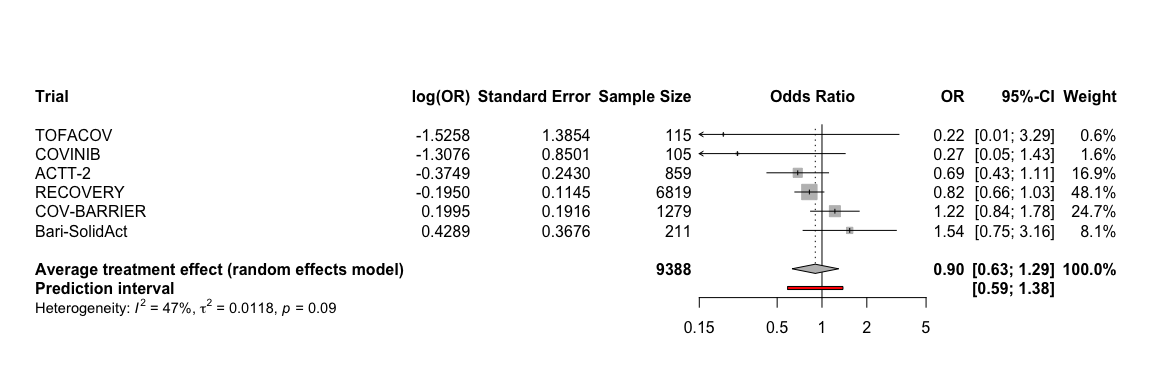 Trial log(OR) Standard Error Sample Size Odds Ratio OR 95%-CI Weight
TOFACOV -1.5258 1.3854 115 0.22 [0.01; 3.29] 0.6%
COVINIB -1.3076 0.8501 105 0.27 [0.05; 1.43] 1.6%
ACTT-2 -0.3749 0.2430 859 0.69 [0.43; 1.11] 16.9%
RECOVERY -0.1950 0.1145 6819 0.82 [0.66; 1.03] 48.1%
COV-BARRIER 0.1995 0.1916 1279 1.22 [0.84; 1.78] 24.7%
Bari-SolidAct 0.4289 0.3676 211 1.54 [0.75; 3.16] 8.1%
Average treatment effect (random effects model) 9388 0.90 [0.63; 1.29] 100.0%
Prediction interval [0.59; 1.38]
Heterogeneity: I² = 47%, τ² = 0.0118, p = 0.09
0.15 0.5 1 2 5